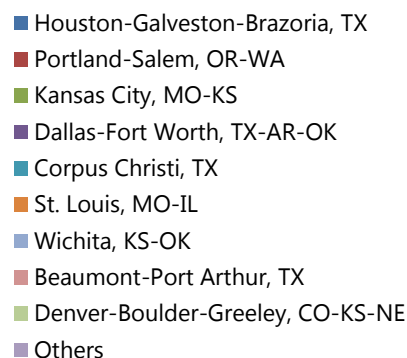 Houston-Galveston-Brazoria, TX
Portland-Salem, OR-WA
Kansas City, MO-KS
Dallas-Fort Worth, TX-AR-OK
Corpus Christi, TX
St. Louis, MO-IL
Wichita, KS-OK
Beaumont-Port Arthur, TX
Denver-Boulder-Greeley, CO-KS-NE
Others